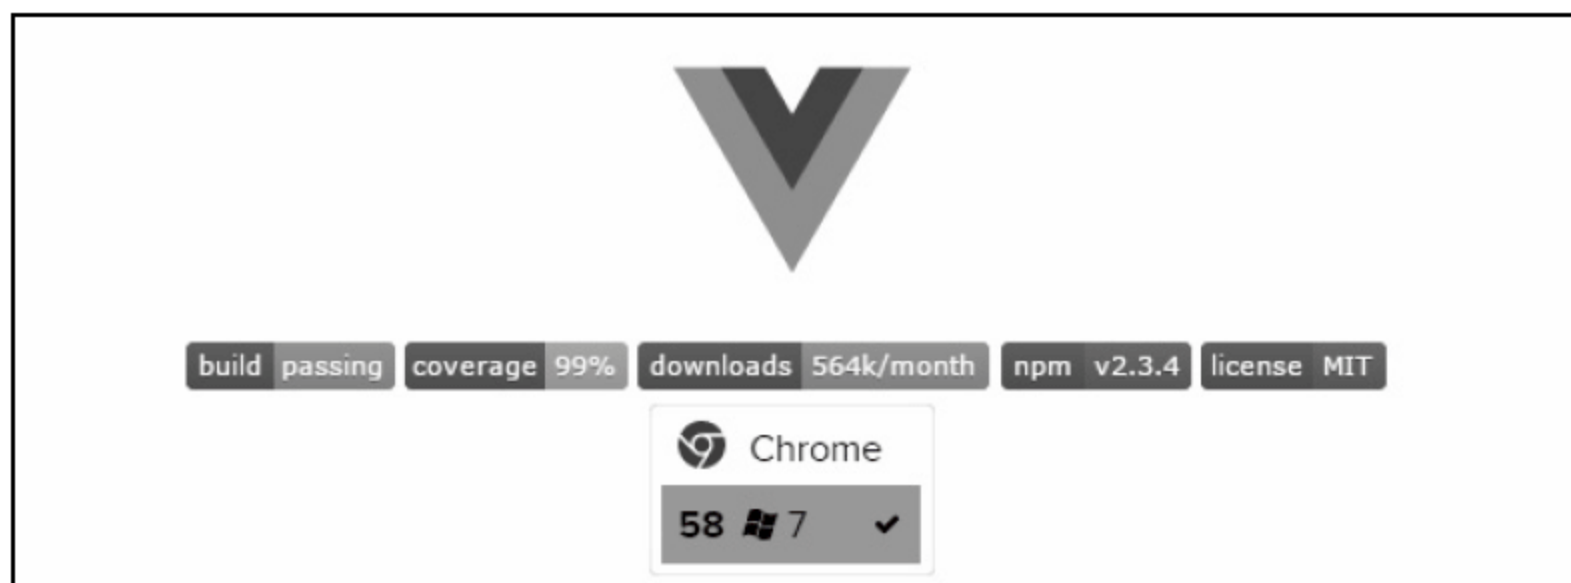 build passing coverage 99% downloads 564k/month npm v2.3.4 license MIT
Chrome
58 7